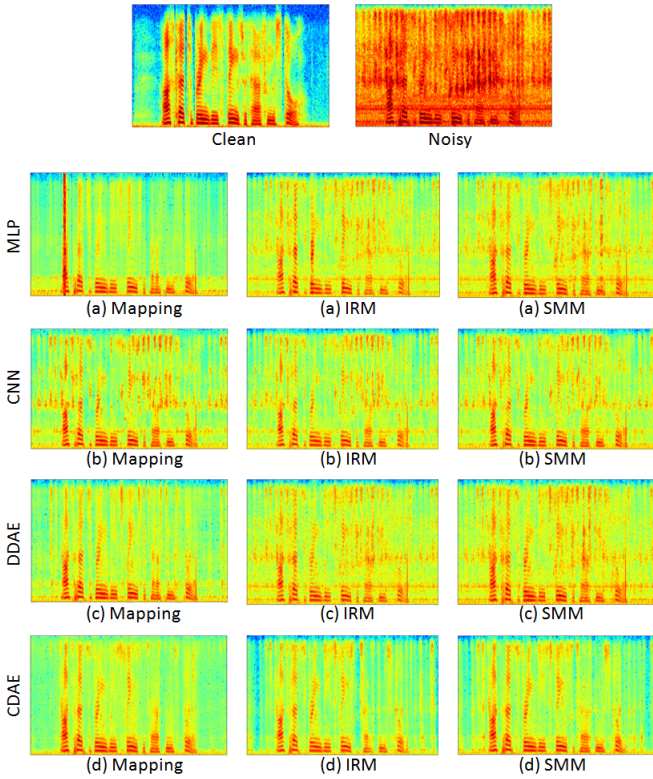 Clean Noisy
MLP
(a) Mapping (a) IRM (a) SMM
CNN
(b) Mapping (b) IRM (b) SMM
DDAE
(c) Mapping (c) IRM (c) SMM
CDAE
(d) Mapping (d) IRM (d) SMM